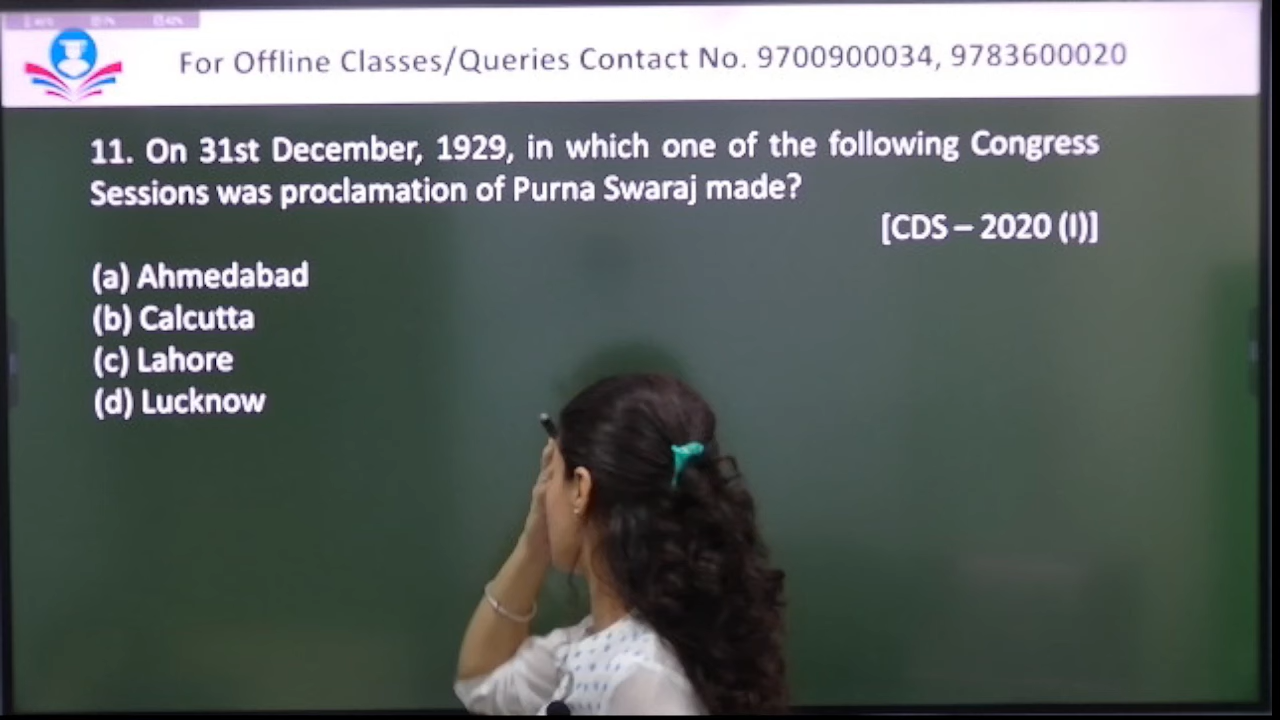 For Offline Classes/Queries Contact No. 9700900034, 9783600020
11. On 31st December, 1929, in which one of the following Congress
Sessions was proclamation of Purna Swaraj made?
[CDS – 2020 (I)]
(a) Ahmedabad
(b) Calcutta
(c) Lahore
(d) Lucknow